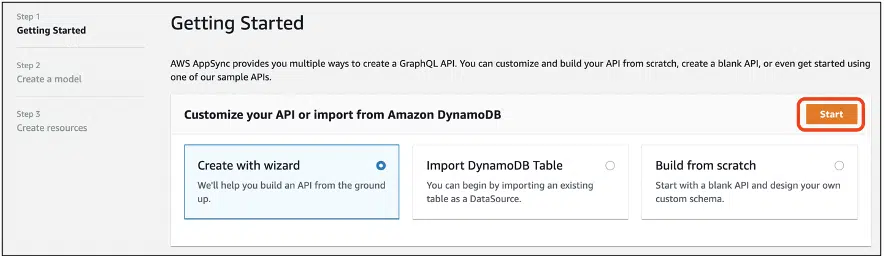 Step 1
Getting Started
Step 2
Create a model
Step 3
Create resources
Getting Started
AWS AppSync provides you multiple ways to create a GraphQL API. You can customize and build your API from scratch, create a blank API, or even get started using
one of our sample APIs.
Customize your API or import from Amazon DynamoDB
Start
Create with wizard
We'll help you build an API from the ground
up.
Import DynamoDB Table
You can begin by importing an existing
table as a DataSource.
Build from scratch
Start with a blank API and design your own
custom schema.